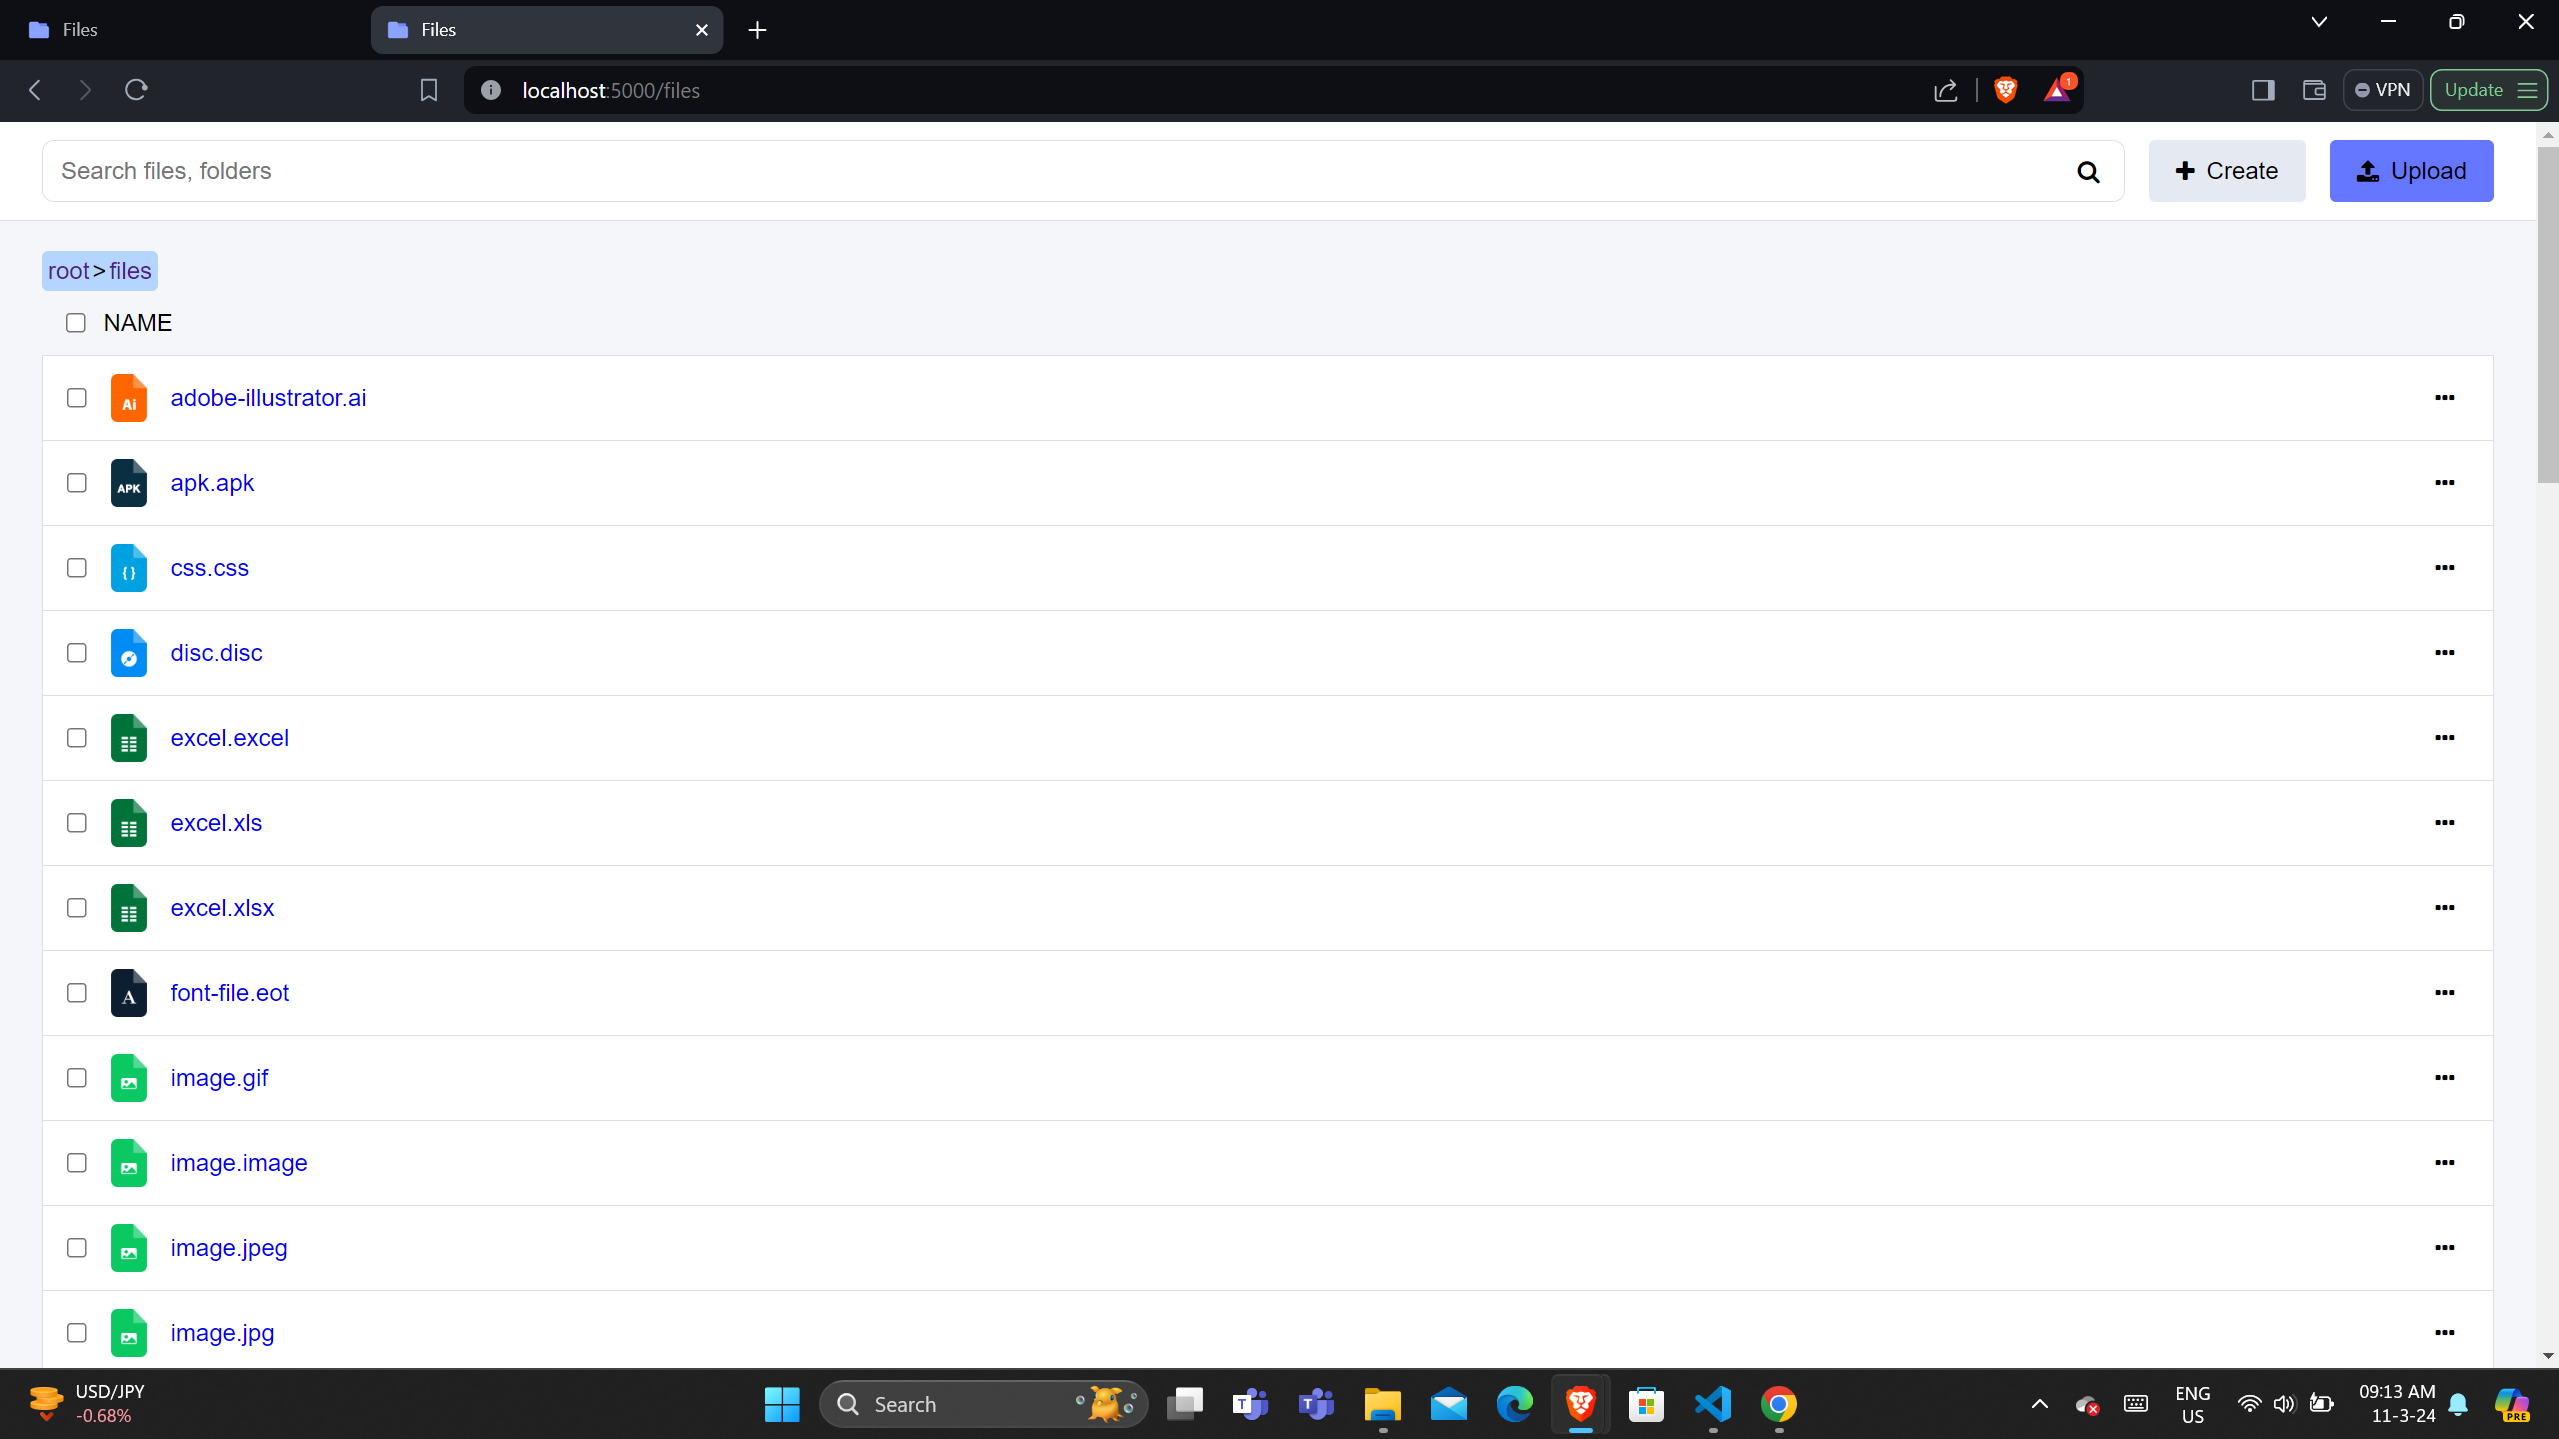 Files
Files
localhost:5000/files
1
VPN
Update
Search files, folders
Create
Upload
root>files
NAME
Ai
adobe-illustrator.ai
APK
apk.apk
{ }
css.css
disc.disc
excel.excel
excel.xls
excel.xlsx
A
font-file.eot
image.gif
image.image
image.jpeg
image.jpg
USD/JPY
-0.68%
Search
T
T
ENG
US
09:13 AM
11-3-24
PRE